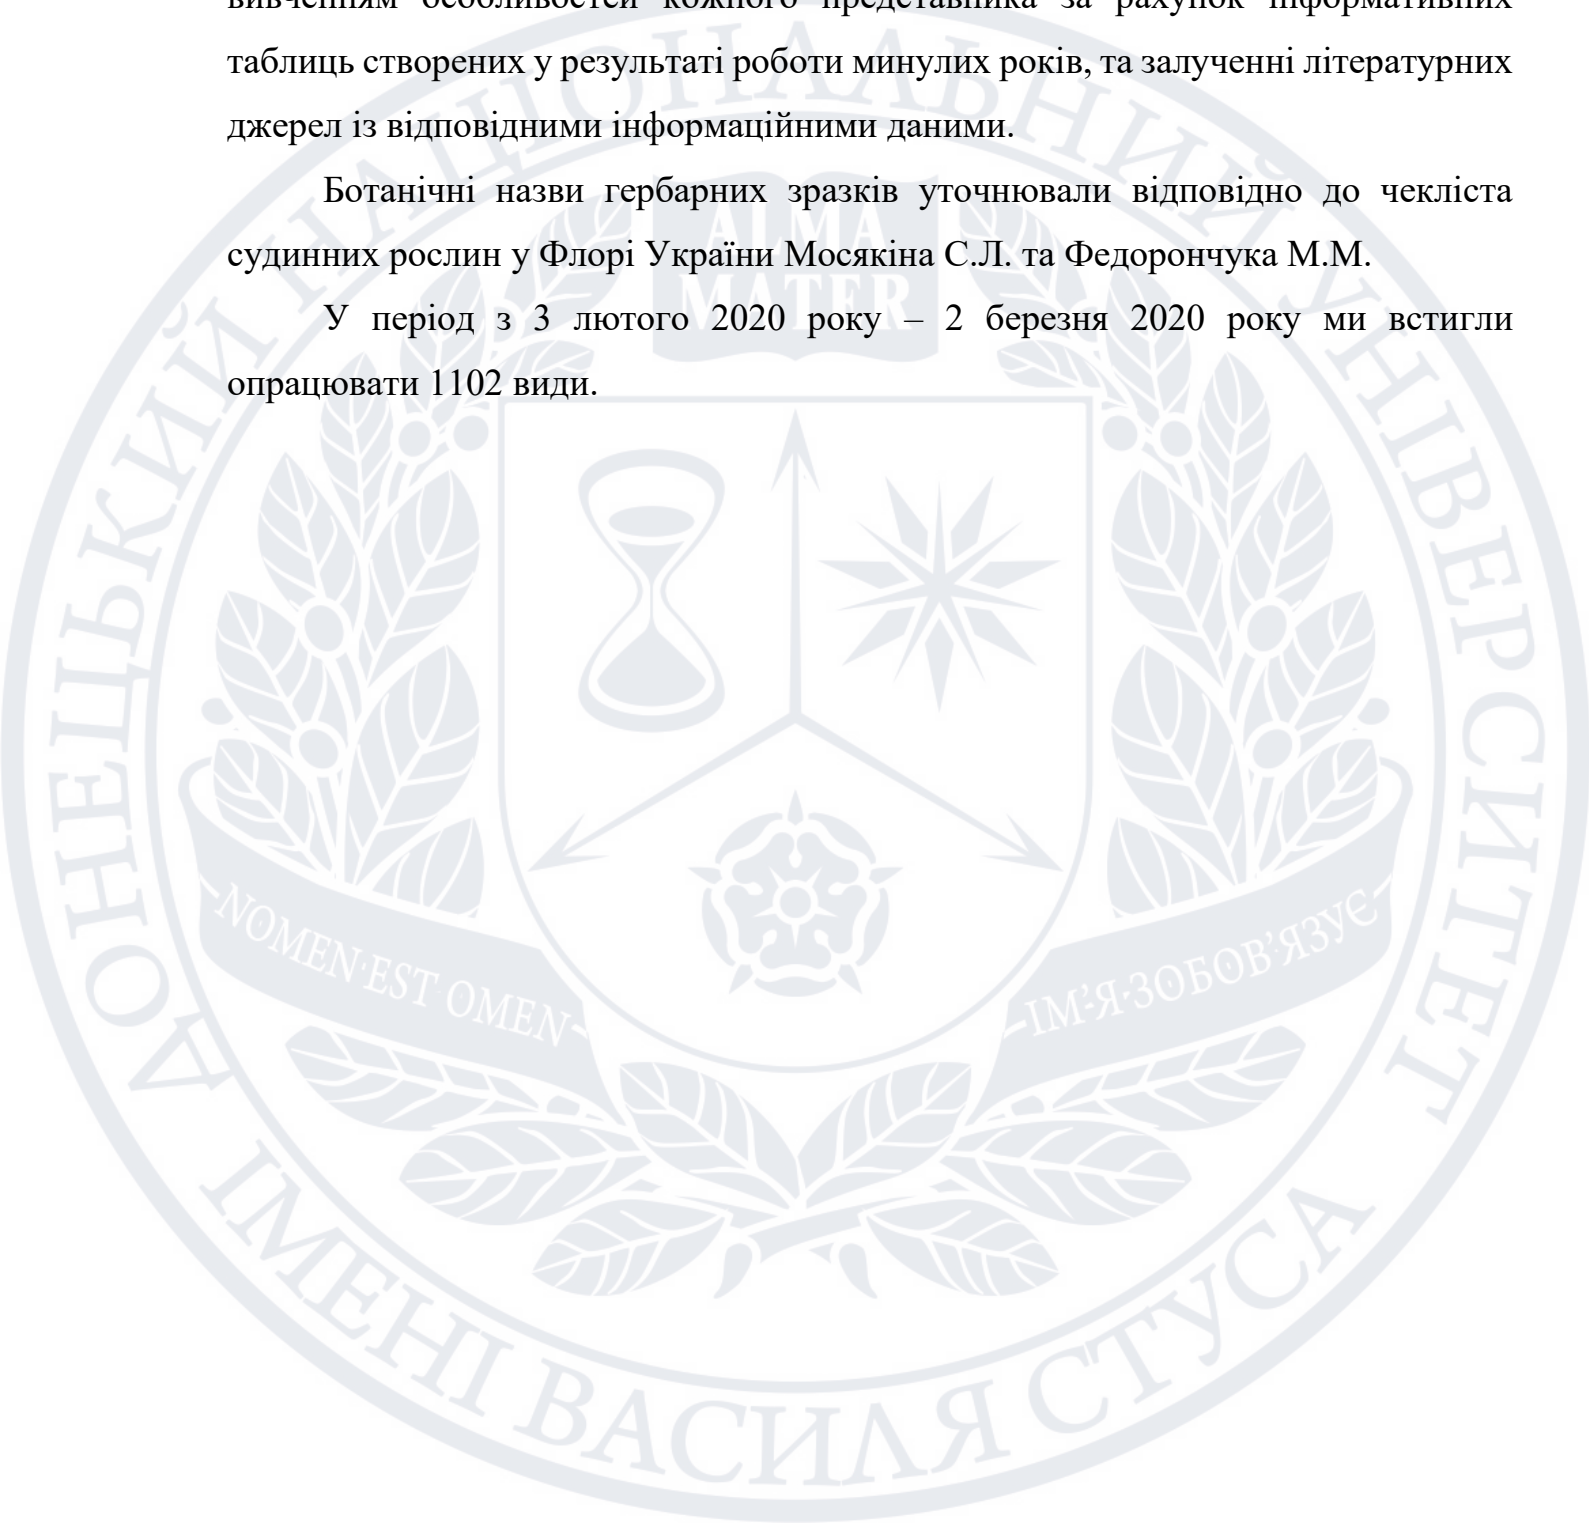 вивченням особливостей кожного представника за рахунок інформативних
таблиць створених у результаті роботи минулих років, та залученні літературних
джерел із відповідними інформаційними даними.
Ботанічні назви гербарних зразків уточнювали відповідно до чекліста
судинних рослин у Флорі України Мосякіна С.Л. та Федорончука М.М.
У період з 3 лютого 2020 року – 2 березня 2020 року ми встигли
опрацювати 1102 види.
ДОНЕЦЬКИЙ НАЦІОНАЛЬНИЙ УНІВЕРСИТЕТ
ALMA
MATER
NOMEN EST OMEN
ІМ'Я ЗОБОВ'ЯЗУЄ
ІМЕНІ ВАСИЛЯ СТУСА